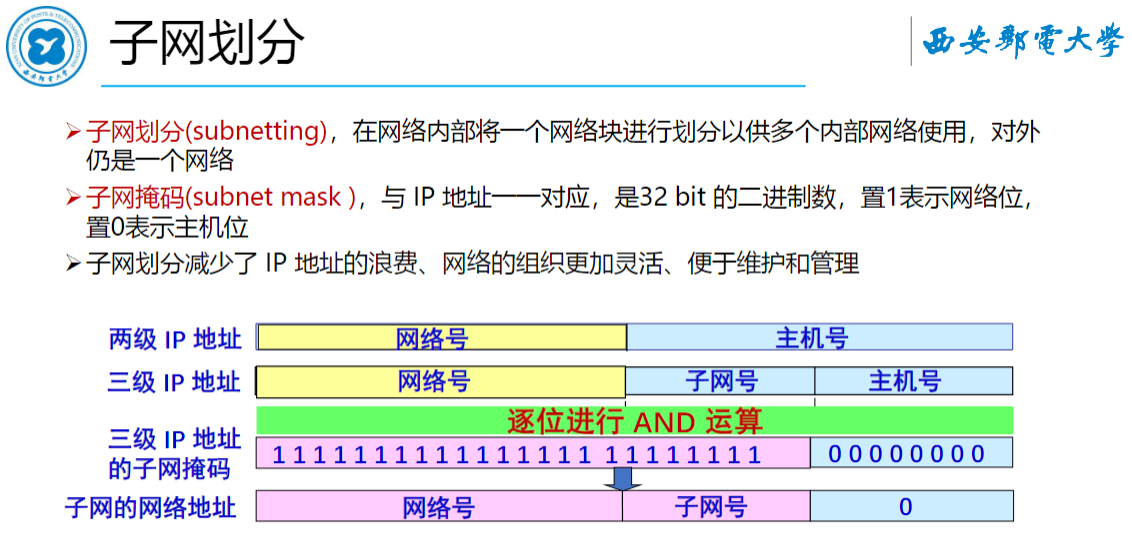 子网划分
西安郵電大學
子网划分(subnetting)，在网络内部将一个网络块进行划分以供多个内部网络使用，对外
仍是一个网络
子网掩码(subnet mask )，与 IP 地址一一对应，是32 bit 的二进制数，置1表示网络位，
置0表示主机位
子网划分减少了 IP 地址的浪费、网络的组织更加灵活、便于维护和管理
两级 IP 地址 网络号 主机号
三级 IP 地址 网络号 子网号 主机号
逐位进行 AND 运算
三级 IP 地址
的子网掩码
1 1 1 1 1 1 1 1 1 1 1 1 1 1 1 1 1 1 1 1 1 1 1 1 0 0 0 0 0 0 0 0
子网的网络地址 网络号 子网号 0